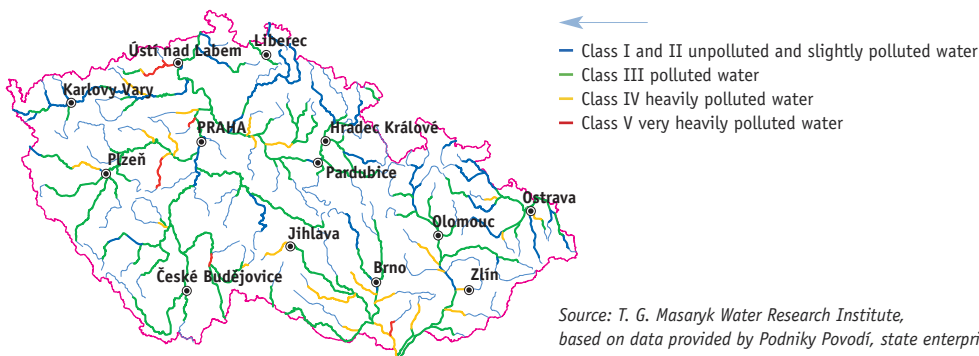 Class I and II unpolluted and slightly polluted water
Class III polluted water
Class IV heavily polluted water
Class V very heavily polluted water
Liberec
Ústí nad Labem
Karlovy Vary
PRAHA
Hradec Králové
Plzeň
Pardubice
Ostrava
Olomouc
Jihlava
České Budějovice
Brno
Zlín
Source: T. G. Masaryk Water Research Institute,
based on data provided by Podniky Povodí, state enterpri